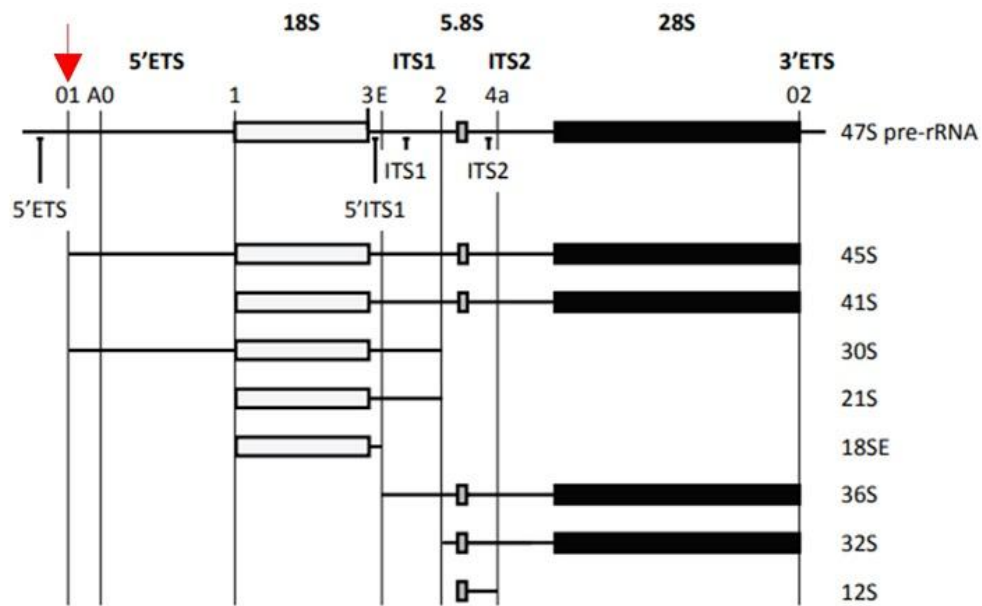 18S 5.8S 28S
5'ETS ITS1 ITS2 3'ETS
01 A0 1 3 E 2 4a 02
47S pre-rRNA
ITS1 ITS2
5'ETS 5'ITS1
45S
41S
30S
21S
18SE
36S
32S
12S